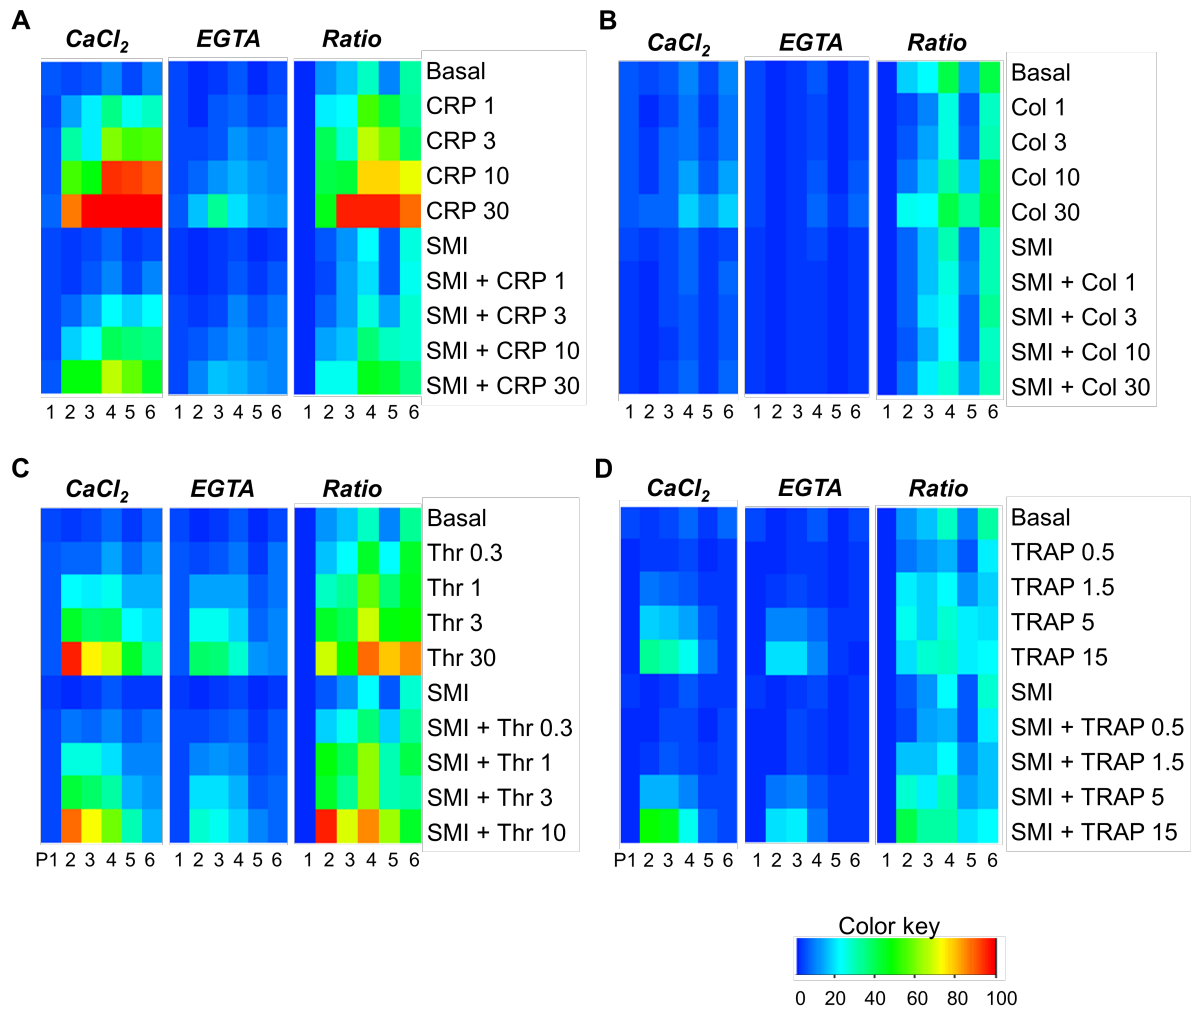 A
CaCl2 EGTA Ratio
Basal
CRP 1
CRP 3
CRP 10
CRP 30
SMI
SMI + CRP 1
SMI + CRP 3
SMI + CRP 10
SMI + CRP 30
1 2 3 4 5 6 1 2 3 4 5 6 1 2 3 4 5 6
B
CaCl2 EGTA Ratio
Basal
Col 1
Col 3
Col 10
Col 30
SMI
SMI + Col 1
SMI + Col 3
SMI + Col 10
SMI + Col 30
1 2 3 4 5 6 1 2 3 4 5 6 1 2 3 4 5 6
C
CaCl2 EGTA Ratio
Basal
Thr 0.3
Thr 1
Thr 3
Thr 30
SMI
SMI + Thr 0.3
SMI + Thr 1
SMI + Thr 3
SMI + Thr 10
P1 2 3 4 5 6 1 2 3 4 5 6 1 2 3 4 5 6
D
CaCl2 EGTA Ratio
Basal
TRAP 0.5
TRAP 1.5
TRAP 5
TRAP 15
SMI
SMI + TRAP 0.5
SMI + TRAP 1.5
SMI + TRAP 5
SMI + TRAP 15
P1 2 3 4 5 6 1 2 3 4 5 6 1 2 3 4 5 6
Color key
0 20 40 60 80 100